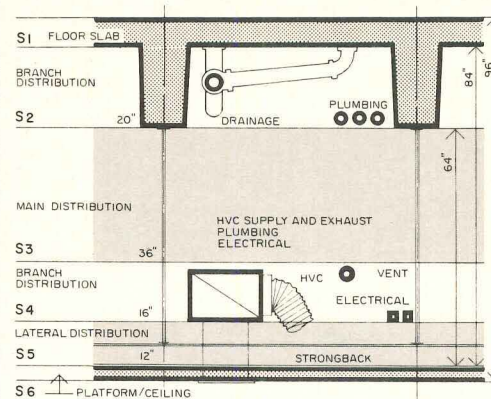 S1 FLOOR SLAB
BRANCH
DISTRIBUTION
S2 20"
DRAINAGE
PLUMBING
84"
96"
64"
MAIN DISTRIBUTION
HVC SUPPLY AND EXHAUST
PLUMBING
ELECTRICAL
S3 36"
BRANCH
DISTRIBUTION
HVC
VENT
S4 16"
ELECTRICAL
LATERAL DISTRIBUTION
S5 12"
STRONGBACK
S6 PLATFORM/CEILING